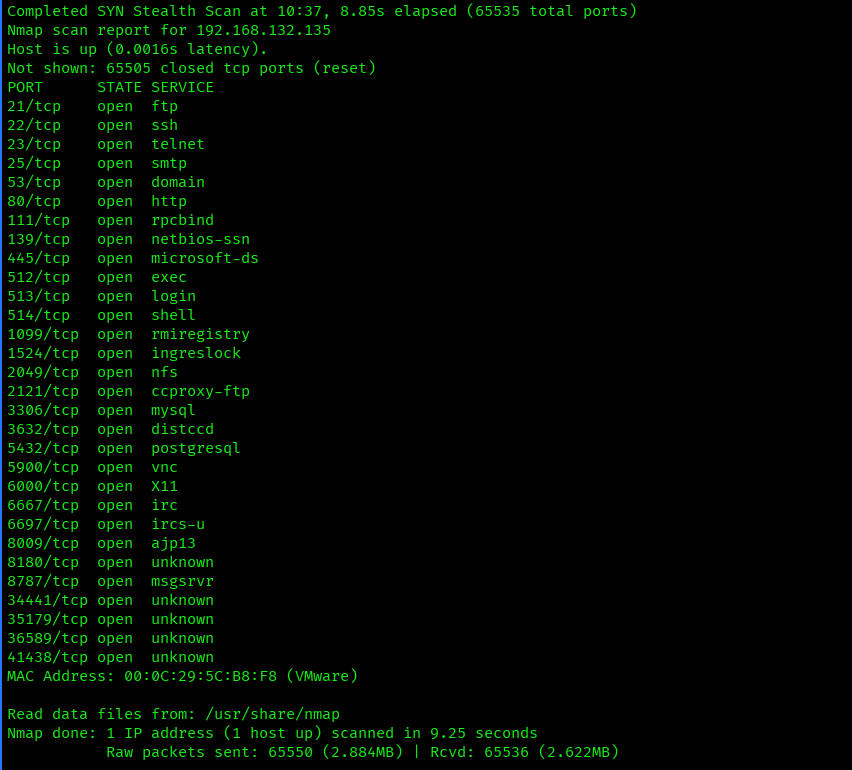 Completed SYN Stealth Scan at 10:37, 8.85s elapsed (65535 total ports)
Nmap scan report for 192.168.132.135
Host is up (0.0016s latency).
Not shown: 65505 closed tcp ports (reset)
PORT      STATE SERVICE
21/tcp    open  ftp
22/tcp    open  ssh
23/tcp    open  telnet
25/tcp    open  smtp
53/tcp    open  domain
80/tcp    open  http
111/tcp   open  rpcbind
139/tcp   open  netbios-ssn
445/tcp   open  microsoft-ds
512/tcp   open  exec
513/tcp   open  login
514/tcp   open  shell
1099/tcp  open  rmiregistry
1524/tcp  open  ingreslock
2049/tcp  open  nfs
2121/tcp  open  ccproxy-ftp
3306/tcp  open  mysql
3632/tcp  open  distccd
5432/tcp  open  postgresql
5900/tcp  open  vnc
6000/tcp  open  X11
6667/tcp  open  irc
6697/tcp  open  ircs-u
8009/tcp  open  ajp13
8180/tcp  open  unknown
8787/tcp  open  msgsrvr
34441/tcp open  unknown
35179/tcp open  unknown
36589/tcp open  unknown
41438/tcp open  unknown
MAC Address: 00:0C:29:5C:B8:F8 (VMware)

Read data files from: /usr/share/nmap
Nmap done: 1 IP address (1 host up) scanned in 9.25 seconds
           Raw packets sent: 65550 (2.884MB) | Rcvd: 65536 (2.622MB)